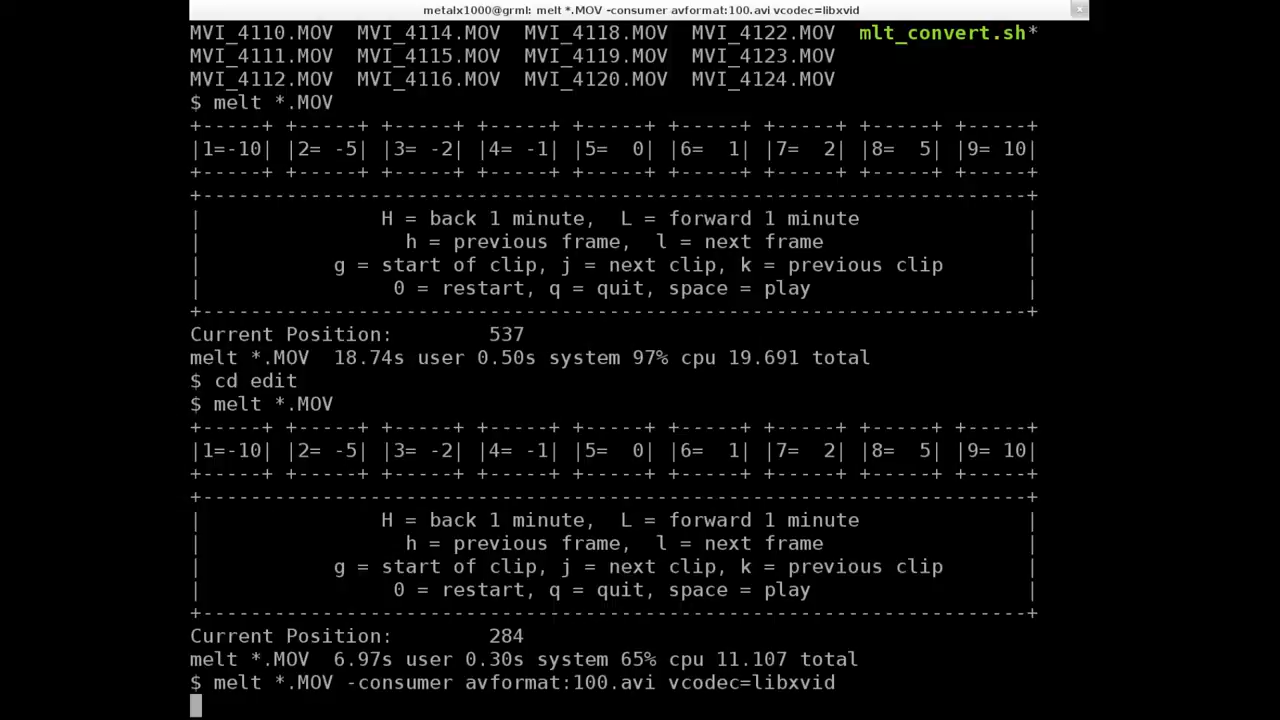 metalx1000@grml: melt *.MOV -consumer avformat:100.avi vcodec=libxvid
MVI_4110.MOV  MVI_4114.MOV  MVI_4118.MOV  MVI_4122.MOV  mlt_convert.sh*
MVI_4111.MOV  MVI_4115.MOV  MVI_4119.MOV  MVI_4123.MOV
MVI_4112.MOV  MVI_4116.MOV  MVI_4120.MOV  MVI_4124.MOV
$ melt *.MOV
+-----+ +-----+ +-----+ +-----+ +-----+ +-----+ +-----+ +-----+ +-----+
|1=-10| |2= -5| |3= -2| |4= -1| |5=  0| |6=  1| |7=  2| |8=  5| |9= 10|
+-----+ +-----+ +-----+ +-----+ +-----+ +-----+ +-----+ +-----+ +-----+
+---------------------------------------------------------------------+
|               H = back 1 minute,  L = forward 1 minute              |
|                 h = previous frame,  l = next frame                 |
|           g = start of clip, j = next clip, k = previous clip       |
|                0 = restart, q = quit, space = play                  |
+---------------------------------------------------------------------+
Current Position:        537
melt *.MOV  18.74s user 0.50s system 97% cpu 19.691 total
$ cd edit
$ melt *.MOV
+-----+ +-----+ +-----+ +-----+ +-----+ +-----+ +-----+ +-----+ +-----+
|1=-10| |2= -5| |3= -2| |4= -1| |5=  0| |6=  1| |7=  2| |8=  5| |9= 10|
+-----+ +-----+ +-----+ +-----+ +-----+ +-----+ +-----+ +-----+ +-----+
+---------------------------------------------------------------------+
|               H = back 1 minute,  L = forward 1 minute              |
|                 h = previous frame,  l = next frame                 |
|           g = start of clip, j = next clip, k = previous clip       |
|                0 = restart, q = quit, space = play                  |
+---------------------------------------------------------------------+
Current Position:        284
melt *.MOV  6.97s user 0.30s system 65% cpu 11.107 total
$ melt *.MOV -consumer avformat:100.avi vcodec=libxvid